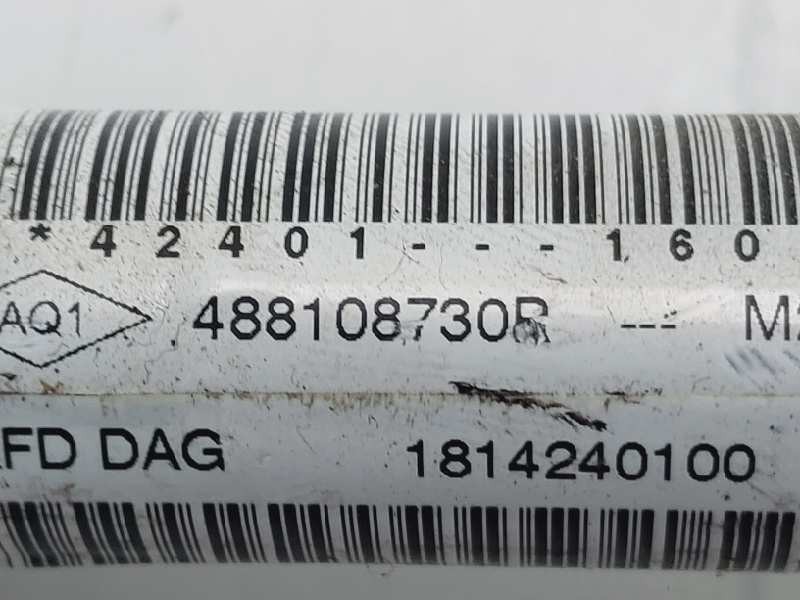 *42401---160
AQ1 488108730R --- M
FD DAG 1814240100